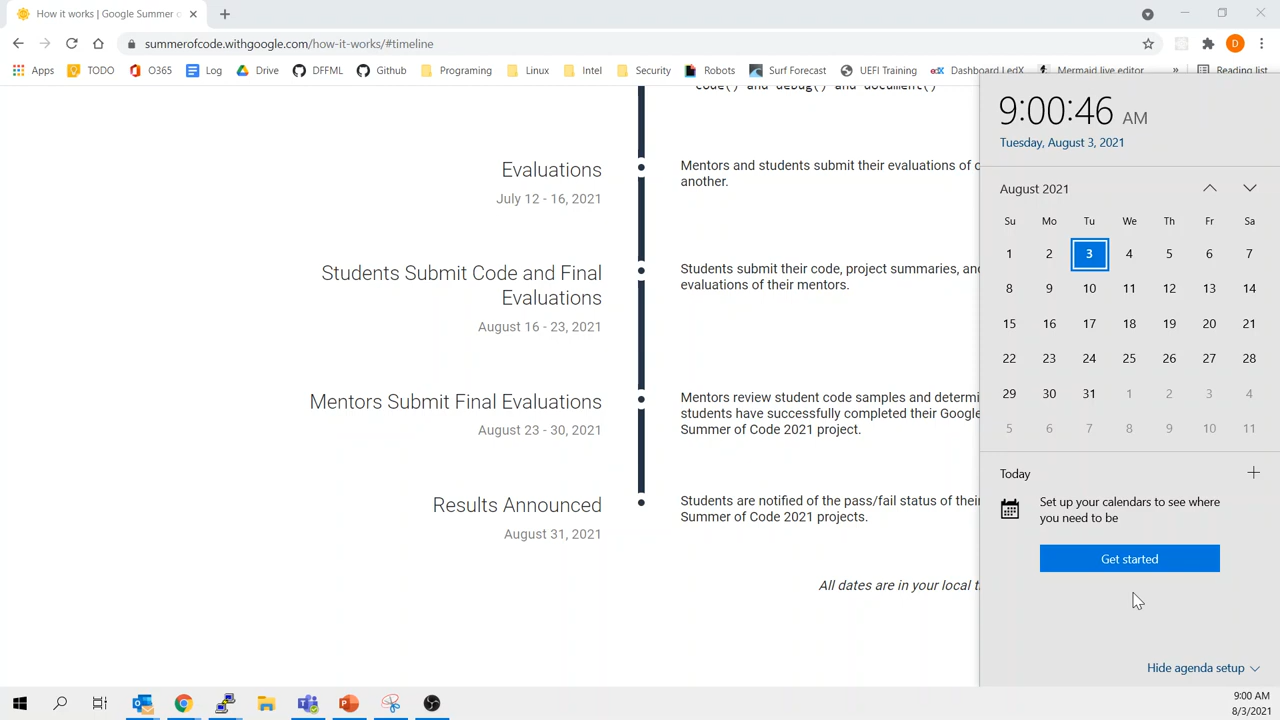 How it works | Google Summer o
summerofcode.withgoogle.com/how-it-works/#timeline
D
Apps TODO O365 Log Drive DFFML Github Programing Linux Intel Security Robots Surf Forecast UEFI Training Dashboard LedX Mermaid live editor » Reading list
code() and debug() and document()
Evaluations
July 12 - 16, 2021
Mentors and students submit their evaluations of
another.
Students Submit Code and Final
Evaluations
August 16 - 23, 2021
Students submit their code, project summaries, and
evaluations of their mentors.
Mentors Submit Final Evaluations
August 23 - 30, 2021
Mentors review student code samples and determi
students have successfully completed their Google
Summer of Code 2021 project.
Results Announced
August 31, 2021
Students are notified of the pass/fail status of thei
Summer of Code 2021 projects.
All dates are in your local t
9:00:46 AM
Tuesday, August 3, 2021
August 2021
Su Mo Tu We Th Fr Sa
1 2 3 4 5 6 7
8 9 10 11 12 13 14
15 16 17 18 19 20 21
22 23 24 25 26 27 28
29 30 31 1 2 3 4
5 6 7 8 9 10 11
Today
Set up your calendars to see where
you need to be
Get started
Hide agenda setup
9:00 AM
8/3/2021